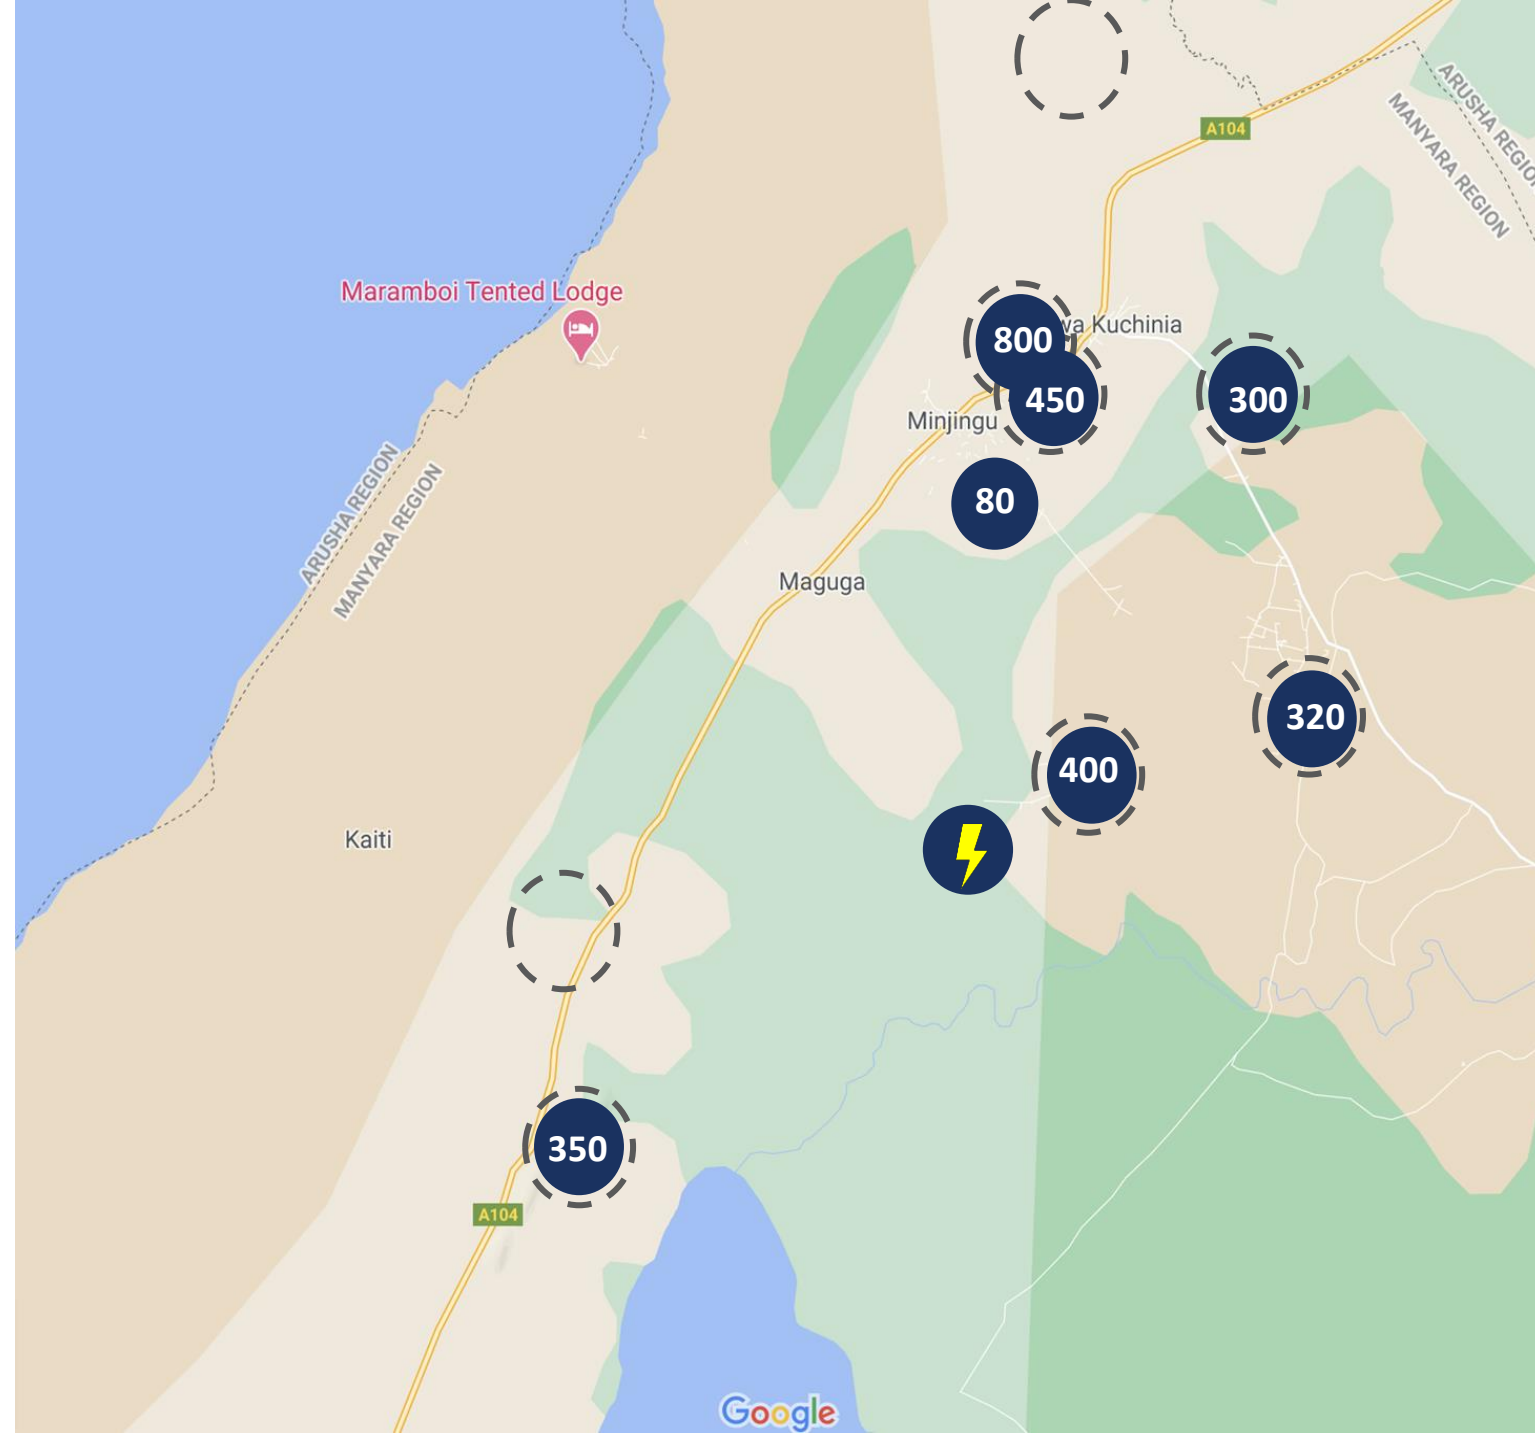 A104
ARUSHA REGION
MANYARA REGION
Maramboi Tented Lodge
800
Kuchinia
450
300
Minjingu
ARUSHA REGION
MANYARA REGION
80
Maguga
320
400
Kaiti
350
A104
Google